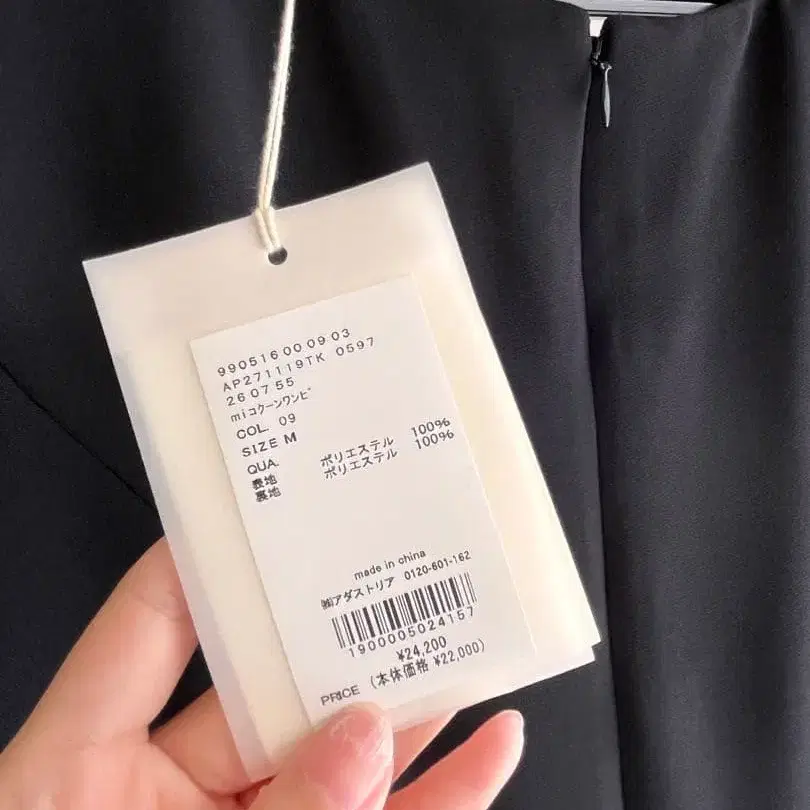 990516 00 09 03
AP271119TK 0597
260755
miコクーンワンピ
COL. 09
SIZE M
QUA.
表地 ポリエステル 100%
裏地 ポリエステル 100%
made in china
㈱アダストリア 0120-601-162
1900005024157
¥24,200
PRICE (本体価格 ¥22,000)